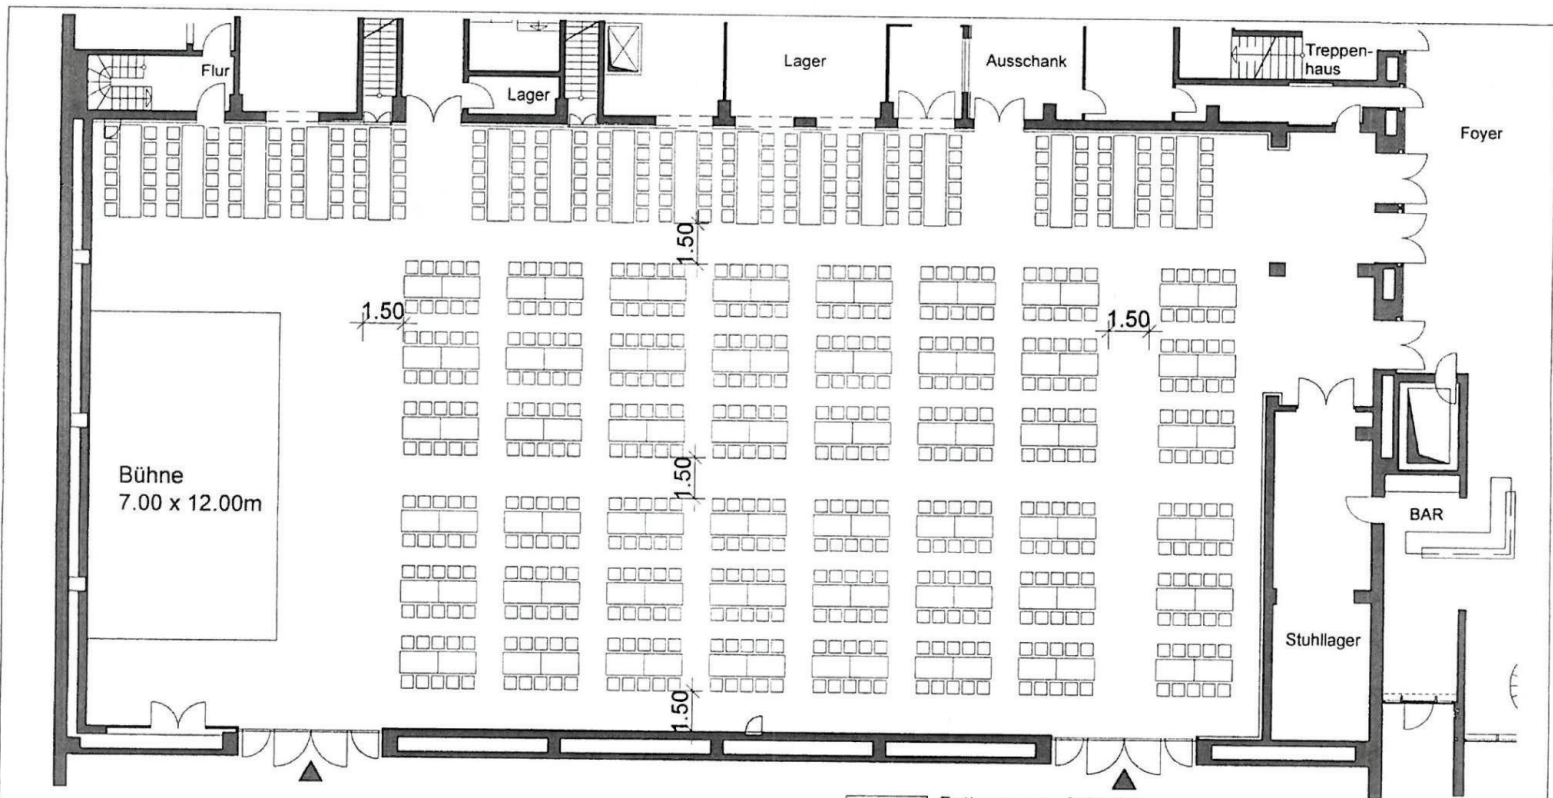 Flur
Lager
Lager
Ausschank
Treppen-
haus
Foyer
1.50
1.50
1.50
Bühne
7.00 x 12.00m
1.50
BAR
Stuhllager
1.50